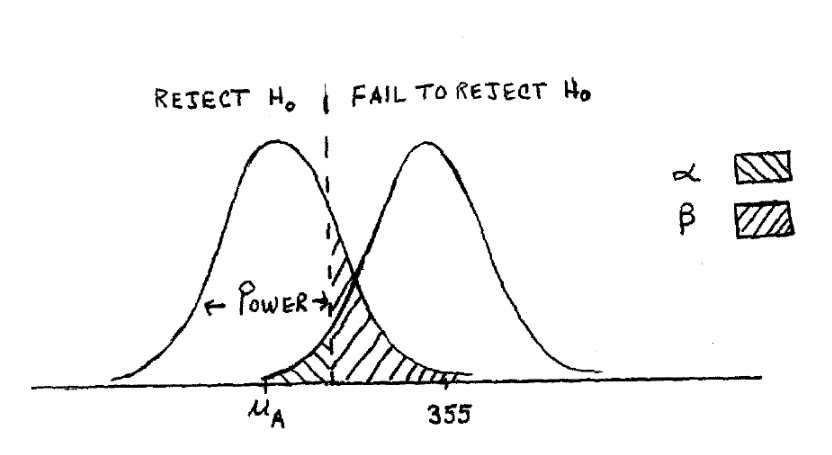 REJECT H₀ | FAIL TO REJECT H₀
α
β
← POWER →
μA
355